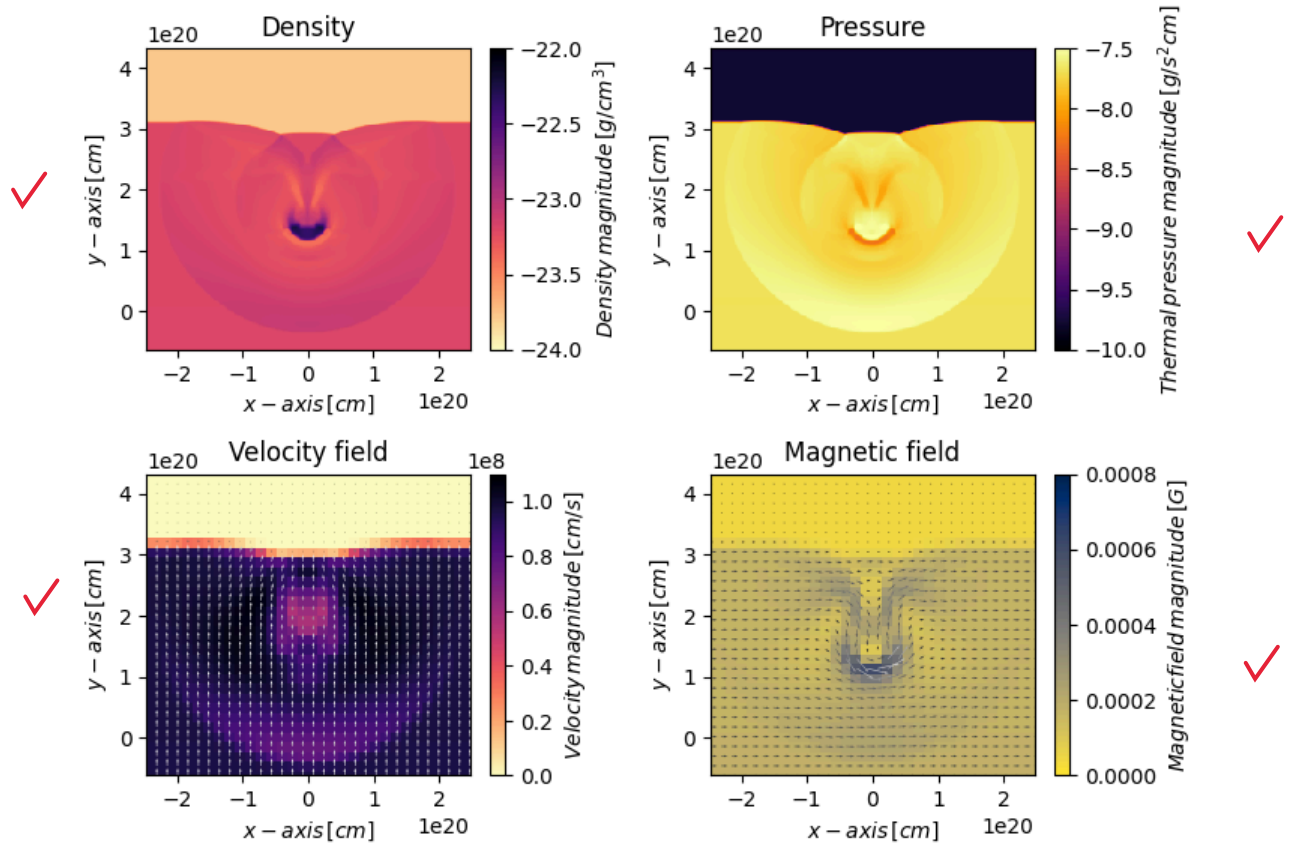 Density
1e20
4
3
2
1
0
y − axis [cm]
−2 −1 0 1 2
x − axis [cm]
1e20
−22.0
−22.5
−23.0
−23.5
−24.0
Density magnitude [g/cm³]
Pressure
1e20
4
3
2
1
0
y − axis [cm]
−2 −1 0 1 2
x − axis [cm]
1e20
−7.5
−8.0
−8.5
−9.0
−9.5
−10.0
Thermal pressure magnitude [g/s²cm]
Velocity field
1e20
4
3
2
1
0
y − axis [cm]
−2 −1 0 1 2
x − axis [cm]
1e20
1e8
1.0
0.8
0.6
0.4
0.2
0.0
Velocity magnitude [cm/s]
Magnetic field
1e20
4
3
2
1
0
y − axis [cm]
−2 −1 0 1 2
x − axis [cm]
1e20
0.0008
0.0006
0.0004
0.0002
0.0000
Magneticfield magnitude [G]